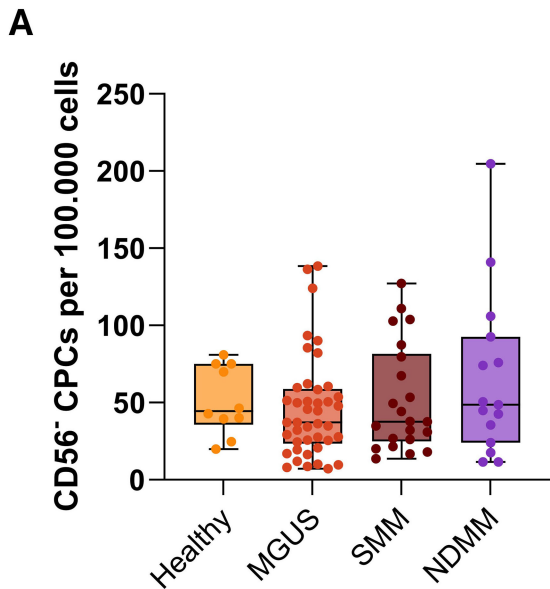 A
CD56⁻ CPCs per 100.000 cells
250
200
150
100
50
0
Healthy
MGUS
SMM
NDMM